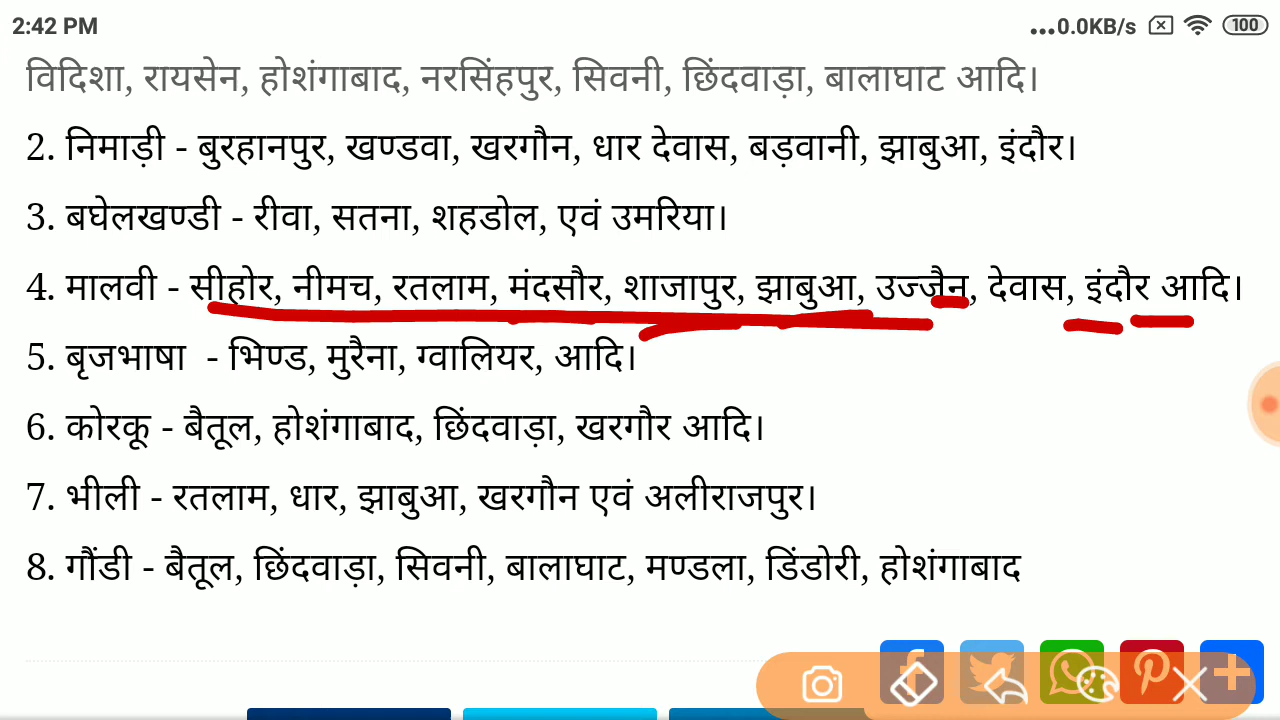 2:42 PM ...0.0KB/s 100
विदिशा, रायसेन, होशंगाबाद, नरसिंहपुर, सिवनी, छिंदवाड़ा, बालाघाट आदि।
2. निमाड़ी - बुरहानपुर, खण्डवा, खरगौन, धार देवास, बड़वानी, झाबुआ, इंदौर।
3. बघेलखण्डी - रीवा, सतना, शहडोल, एवं उमरिया।
4. मालवी - सीहोर, नीमच, रतलाम, मंदसौर, शाजापुर, झाबुआ, उज्जैन, देवास, इंदौर आदि।
5. बृजभाषा - भिण्ड, मुरैना, ग्वालियर, आदि।
6. कोरकू - बैतूल, होशंगाबाद, छिंदवाड़ा, खरगौर आदि।
7. भीली - रतलाम, धार, झाबुआ, खरगौन एवं अलीराजपुर।
8. गौंडी - बैतूल, छिंदवाड़ा, सिवनी, बालाघाट, मण्डला, डिंडोरी, होशंगाबाद